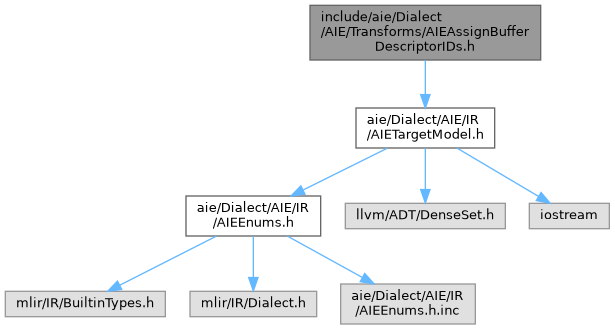 include/aie/Dialect
/AIE/Transforms/AIEAssignBuffer
DescriptorIDs.h
aie/Dialect/AIE/IR
/AIETargetModel.h
aie/Dialect/AIE/IR
/AIEEnums.h
llvm/ADT/DenseSet.h
iostream
mlir/IR/BuiltinTypes.h
mlir/IR/Dialect.h
aie/Dialect/AIE/IR
/AIEEnums.h.inc